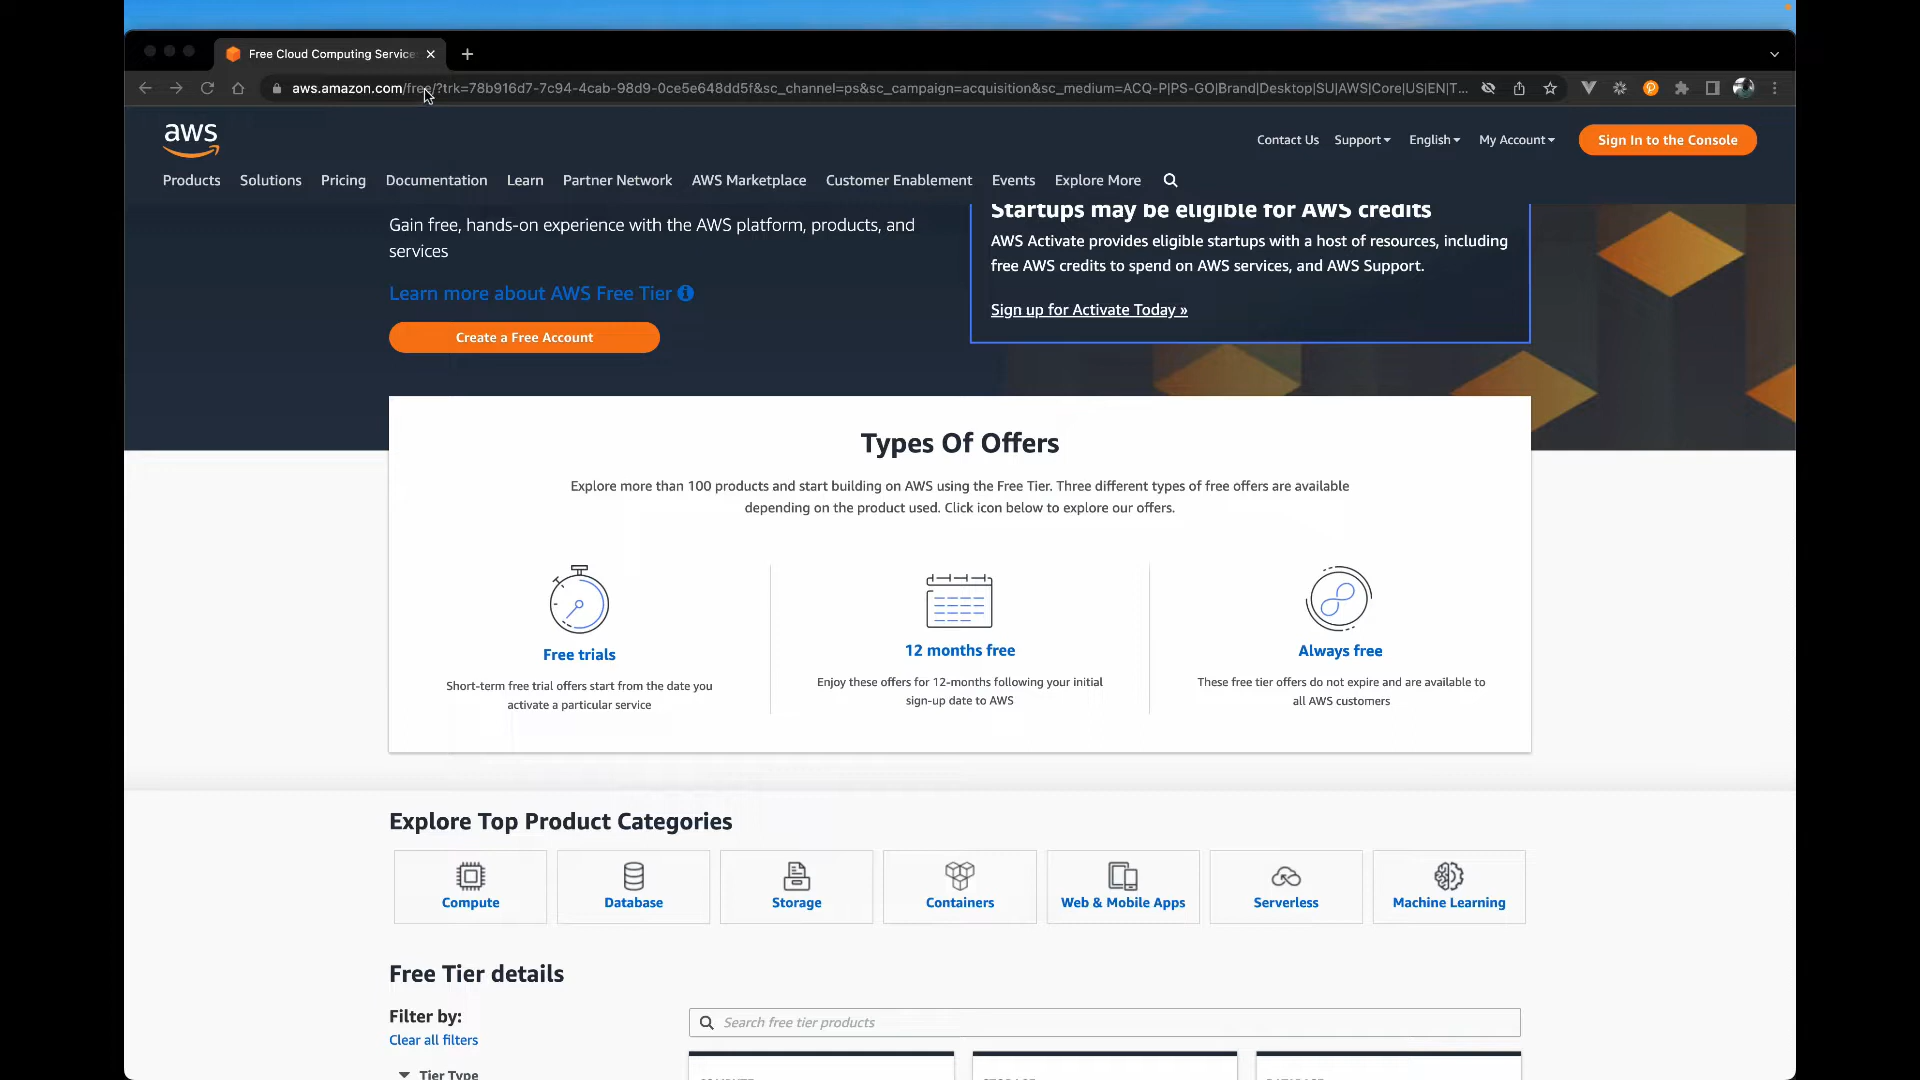 Free Cloud Computing Service
aws.amazon.com/free/?trk=78b916d7-7c94-4cab-98d9-0ce5e648dd5f&sc_channel=ps&sc_campaign=acquisition&sc_medium=ACQ-P|PS-GO|Brand|Desktop|SU|AWS|Core|US|EN|T...
aws
Contact Us Support English My Account Sign In to the Console
Products Solutions Pricing Documentation Learn Partner Network AWS Marketplace Customer Enablement Events Explore More
Gain free, hands-on experience with the AWS platform, products, and
services
Learn more about AWS Free Tier
Create a Free Account
Startups may be eligible for AWS credits
AWS Activate provides eligible startups with a host of resources, including
free AWS credits to spend on AWS services, and AWS Support.
Sign up for Activate Today »
Types Of Offers
Explore more than 100 products and start building on AWS using the Free Tier. Three different types of free offers are available
depending on the product used. Click icon below to explore our offers.
Free trials
Short-term free trial offers start from the date you
activate a particular service
12 months free
Enjoy these offers for 12-months following your initial
sign-up date to AWS
Always free
These free tier offers do not expire and are available to
all AWS customers
Explore Top Product Categories
Compute Database Storage Containers Web & Mobile Apps Serverless Machine Learning
Free Tier details
Filter by:
Clear all filters
Tier Type
Search free tier products